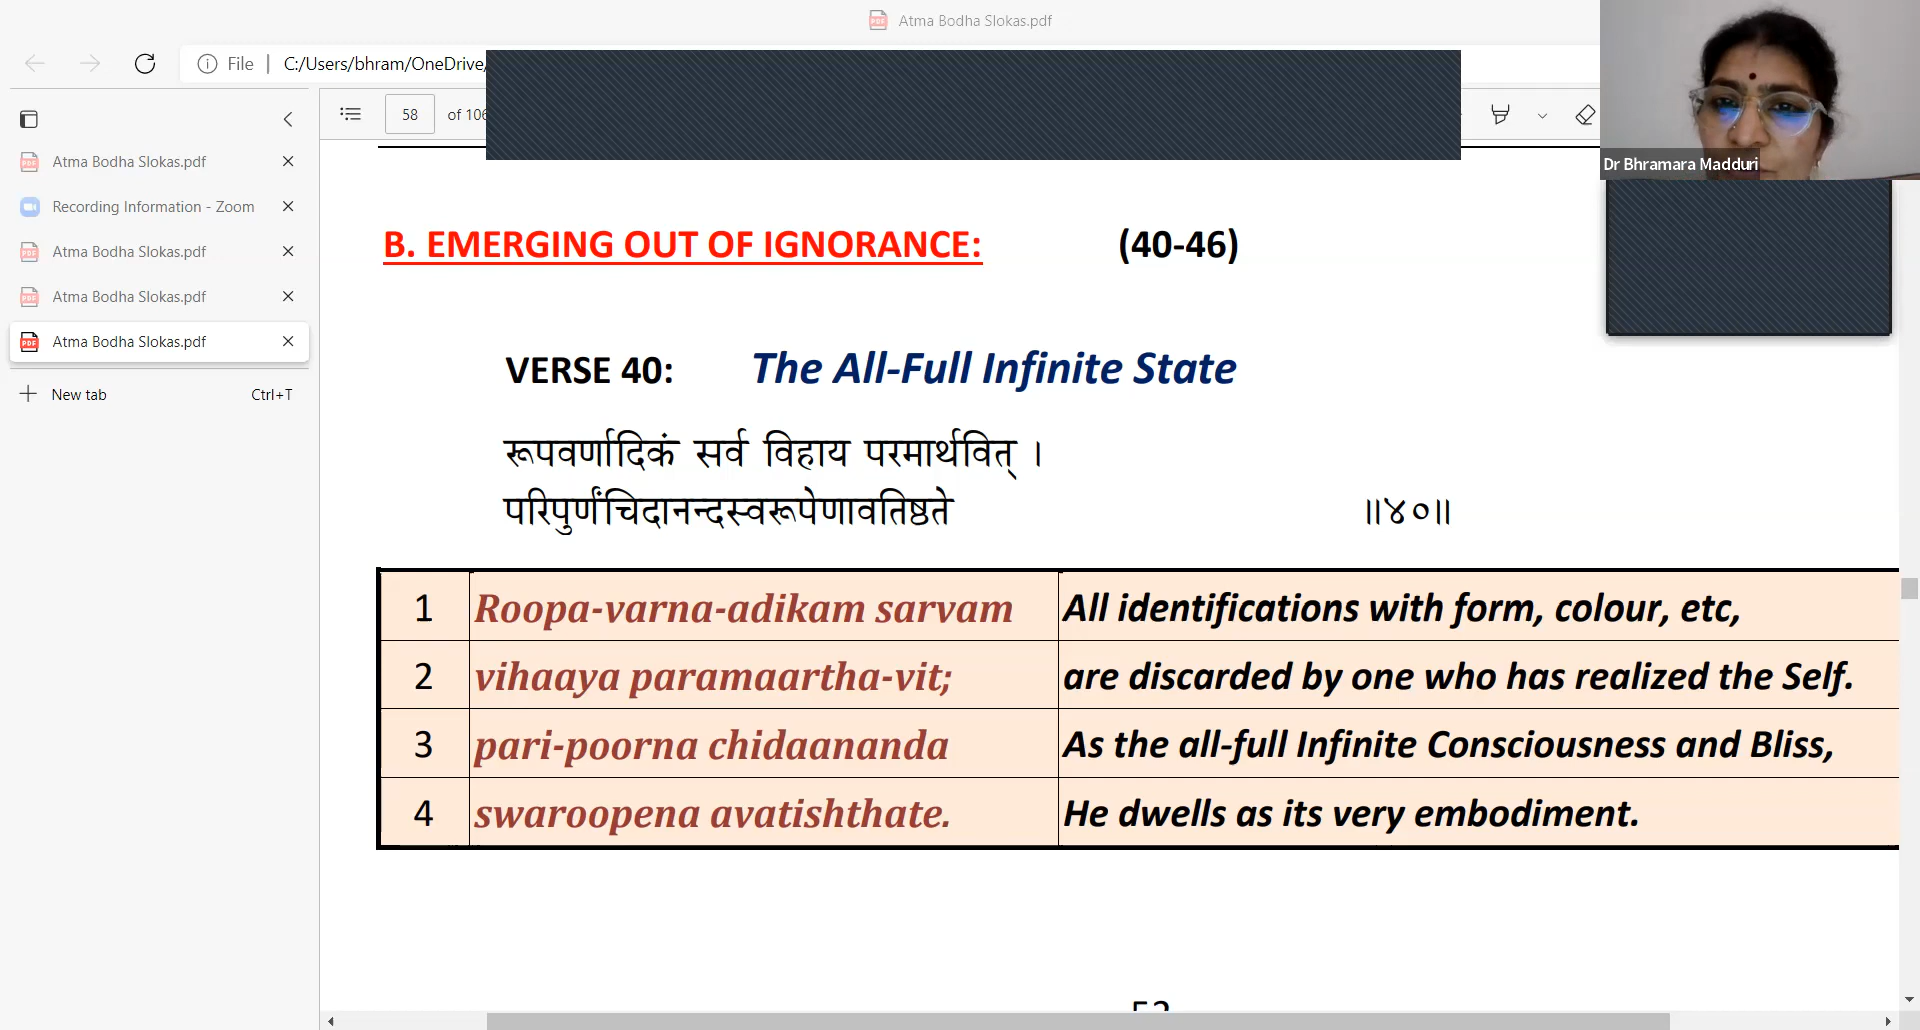 Atma Bodha Slokas.pdf
File | C:/Users/bhram/OneDrive/
Atma Bodha Slokas.pdf
Recording Information - Zoom
Atma Bodha Slokas.pdf
Atma Bodha Slokas.pdf
Atma Bodha Slokas.pdf
New tab Ctrl+T
58 of 106
Dr Bhramara Madduri
B. EMERGING OUT OF IGNORANCE: (40-46)
VERSE 40: The All-Full Infinite State
रूपवर्णादिकं सर्व विहाय परमार्थवित् ।
परिपुर्णंचिदानन्दस्वरूपेणावतिष्ठते ॥४०॥
1 Roopa-varna-adikam sarvam All identifications with form, colour, etc,
2 vihaaya paramaartha-vit; are discarded by one who has realized the Self.
3 pari-poorna chidaananda As the all-full Infinite Consciousness and Bliss,
4 swaroopena avatishthate. He dwells as its very embodiment.